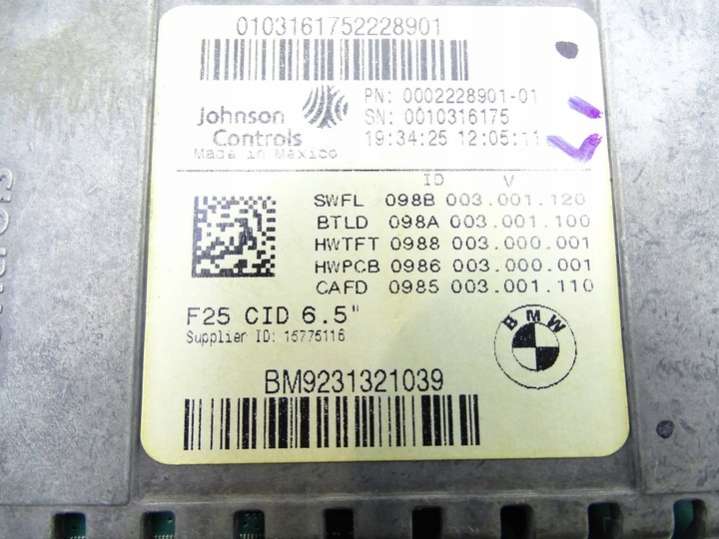 0103161752228901
Johnson Controls
Made in Mexico
PN: 0002228901-01
SN: 0010316175
19:34:25 12:05:11
ID V
SWFL 098B 003.001.120
BTLD 098A 003.001.100
HWTFT 0988 003.000.001
HWPCB 0986 003.000.001
CAFD 0985 003.001.110
F25 CID 6.5"
Supplier ID: 15775116
BMW
BM9231321039